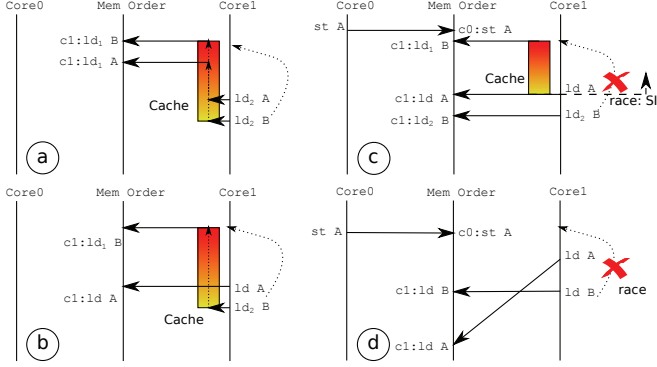 Core0 Mem Order Core1
c1:ld₁ B
c1:ld₁ A
Cache
ld₂ A
ld₂ B
a
Core0 Mem Order Core1
st A c0:st A
c1:ld₁ B
Cache
ld A
c1:ld A
race: SI
c1:ld₂ B
ld₂ B
c
Core0 Mem Order Core1
c1:ld₁ B
c1:ld A
ld A
ld₂ B
Cache
b
Core0 Mem Order Core1
st A c0:st A
ld A
c1:ld B
ld B
race
c1:ld A
d